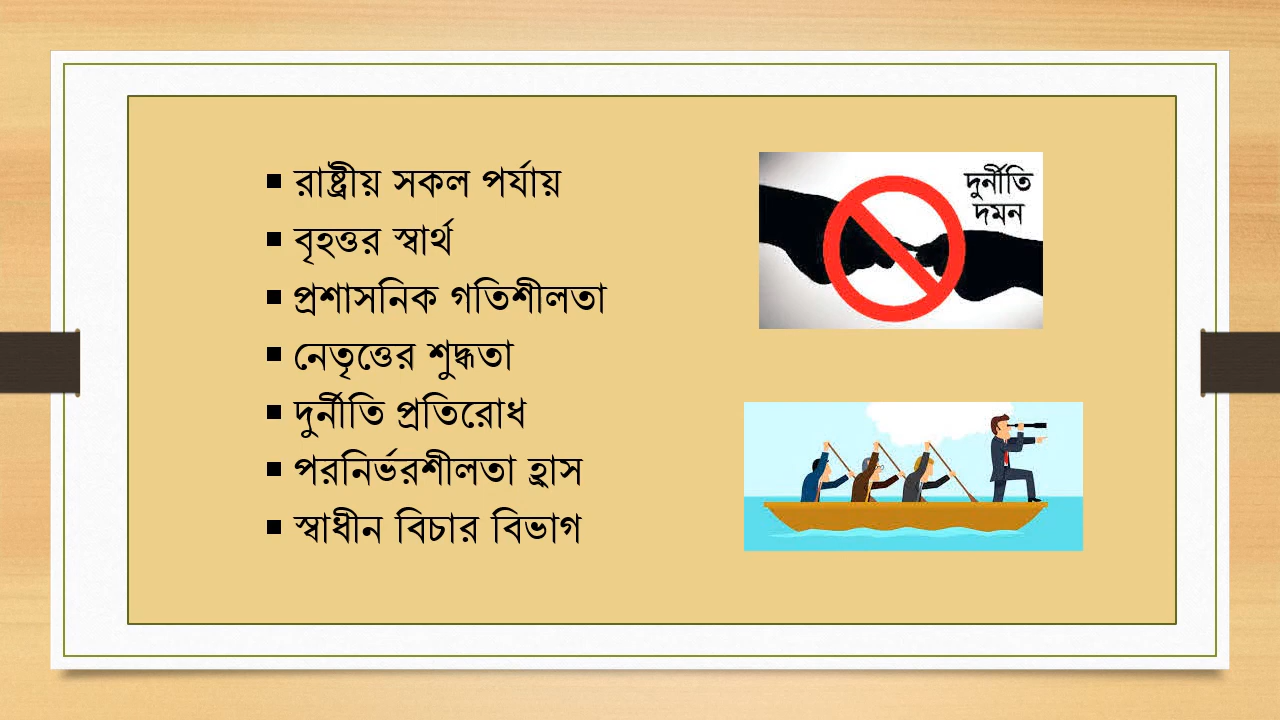 ▪ রাষ্ট্রীয় সকল পর্যায়
▪ বৃহত্তর স্বার্থ
▪ প্রশাসনিক গতিশীলতা
▪ নেতৃত্তের শুদ্ধতা
▪ দুর্নীতি প্রতিরোধ
▪ পরনির্ভরশীলতা হ্রাস
▪ স্বাধীন বিচার বিভাগ
দুর্নীতি
দমন